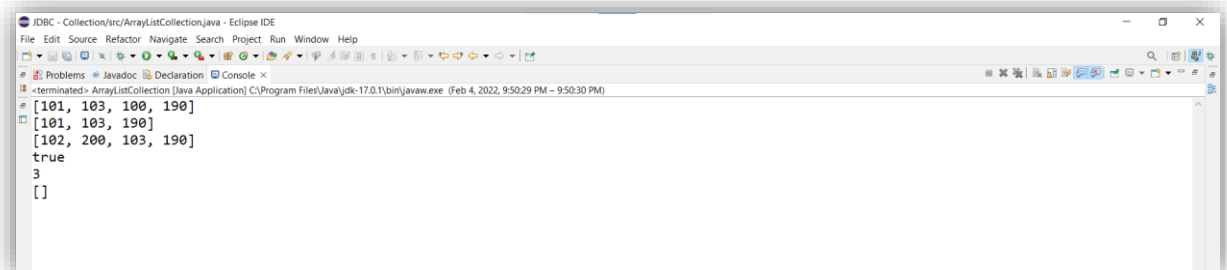 JDBC - Collection/src/ArrayListCollection.java - Eclipse IDE
File Edit Source Refactor Navigate Search Project Run Window Help
Problems Javadoc Declaration Console
<terminated> ArrayListCollection [Java Application] C:\Program Files\Java\jdk-17.0.1\bin\javaw.exe (Feb 4, 2022, 9:50:29 PM – 9:50:30 PM)
[101, 103, 100, 190]
[101, 103, 190]
[102, 200, 103, 190]
true
3
[]